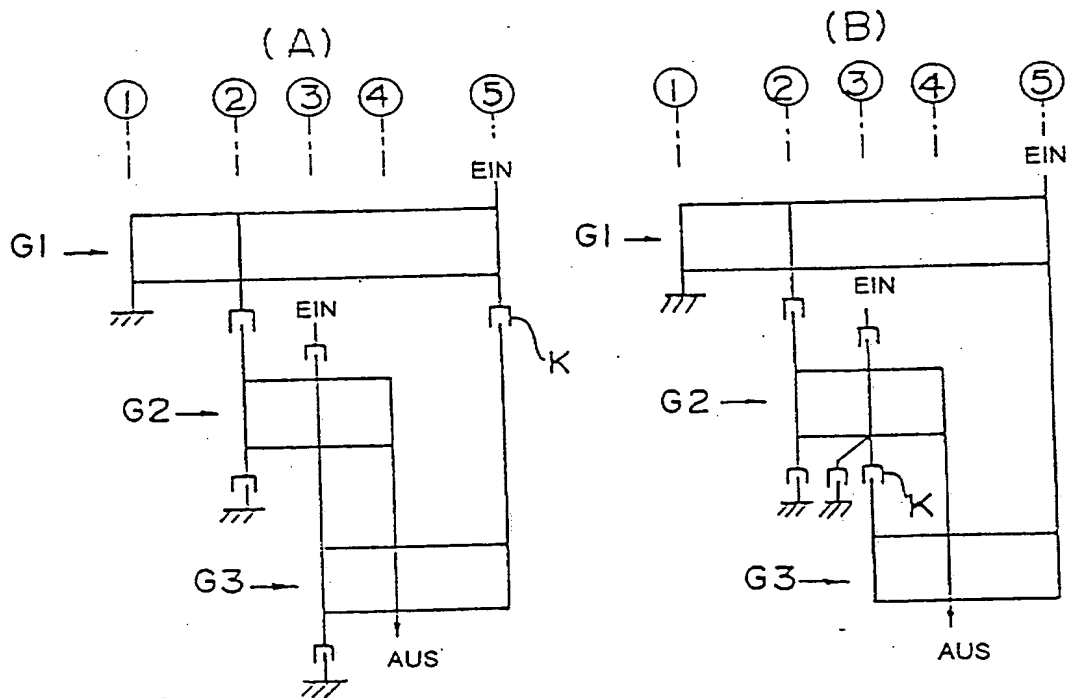 (A)
① ② ③ ④ ⑤
EIN
G1
EIN
K
G2
G3
AUS
(B)
① ② ③ ④ ⑤
EIN
G1
EIN
G2
K
G3
AUS